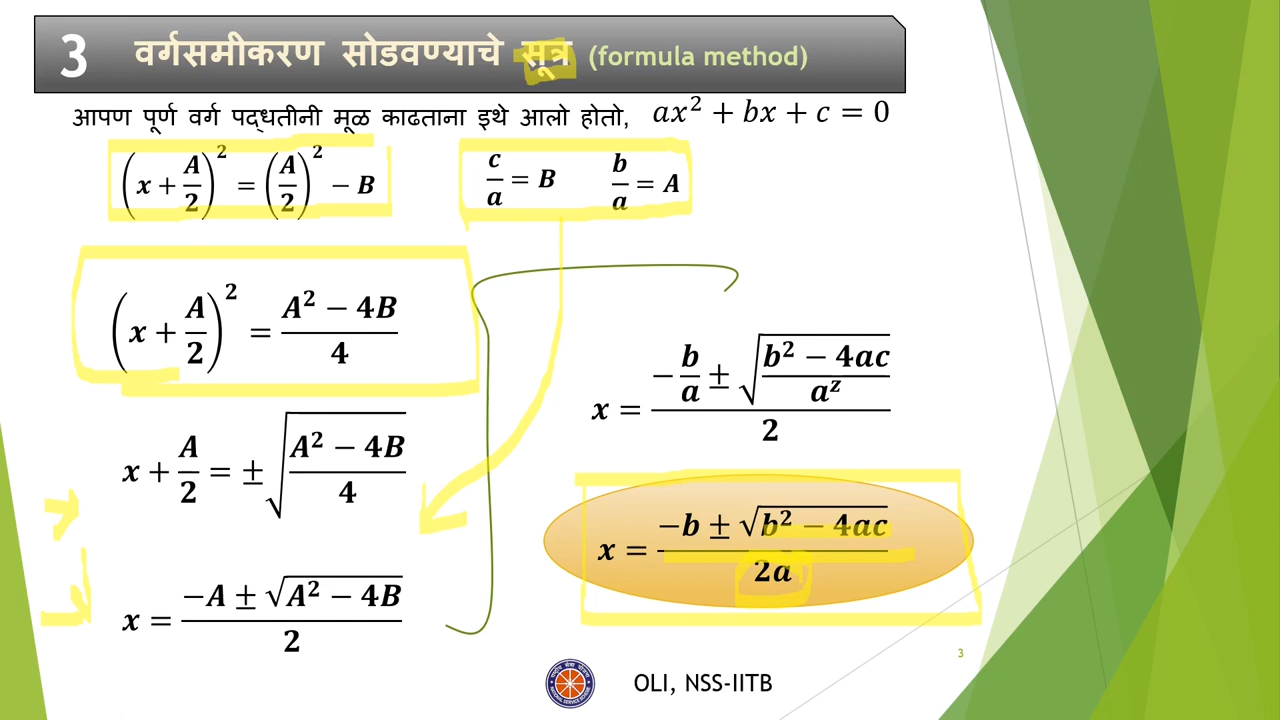 3 वर्गसमीकरण सोडवण्याचे सूत्र (formula method)
आपण पूर्ण वर्ग पद्धतीनी मूळ काढताना इथे आलो होतो, ax² + bx + c = 0
(x + A/2)² = (A/2)² − B
c/a = B b/a = A
(x + A/2)² = (A² − 4B)/4
x + A/2 = ±√((A² − 4B)/4)
x = (−A ± √(A² − 4B))/2
x = (−b/a ± √((b² − 4ac)/a^z))/2
x = (−b ± √(b² − 4ac))/2a
3
OLI, NSS-IITB